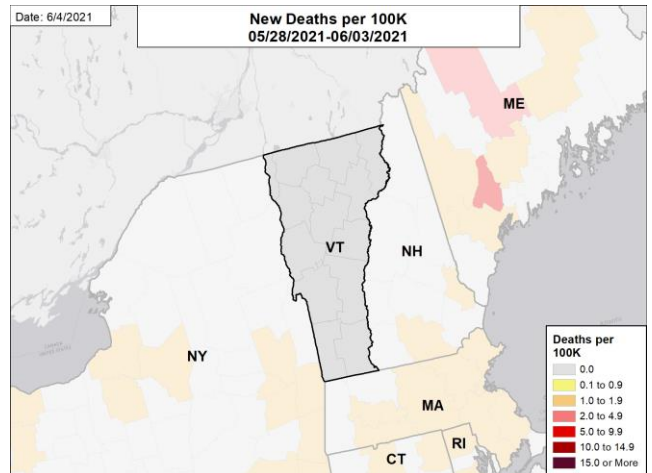 Date: 6/4/2021
New Deaths per 100K
05/28/2021-06/03/2021
ME
VT
NH
NY
MA
CT
RI
Deaths per
100K
0.0
0.1 to 0.9
1.0 to 1.9
2.0 to 4.9
5.0 to 9.9
10.0 to 14.9
15.0 or More